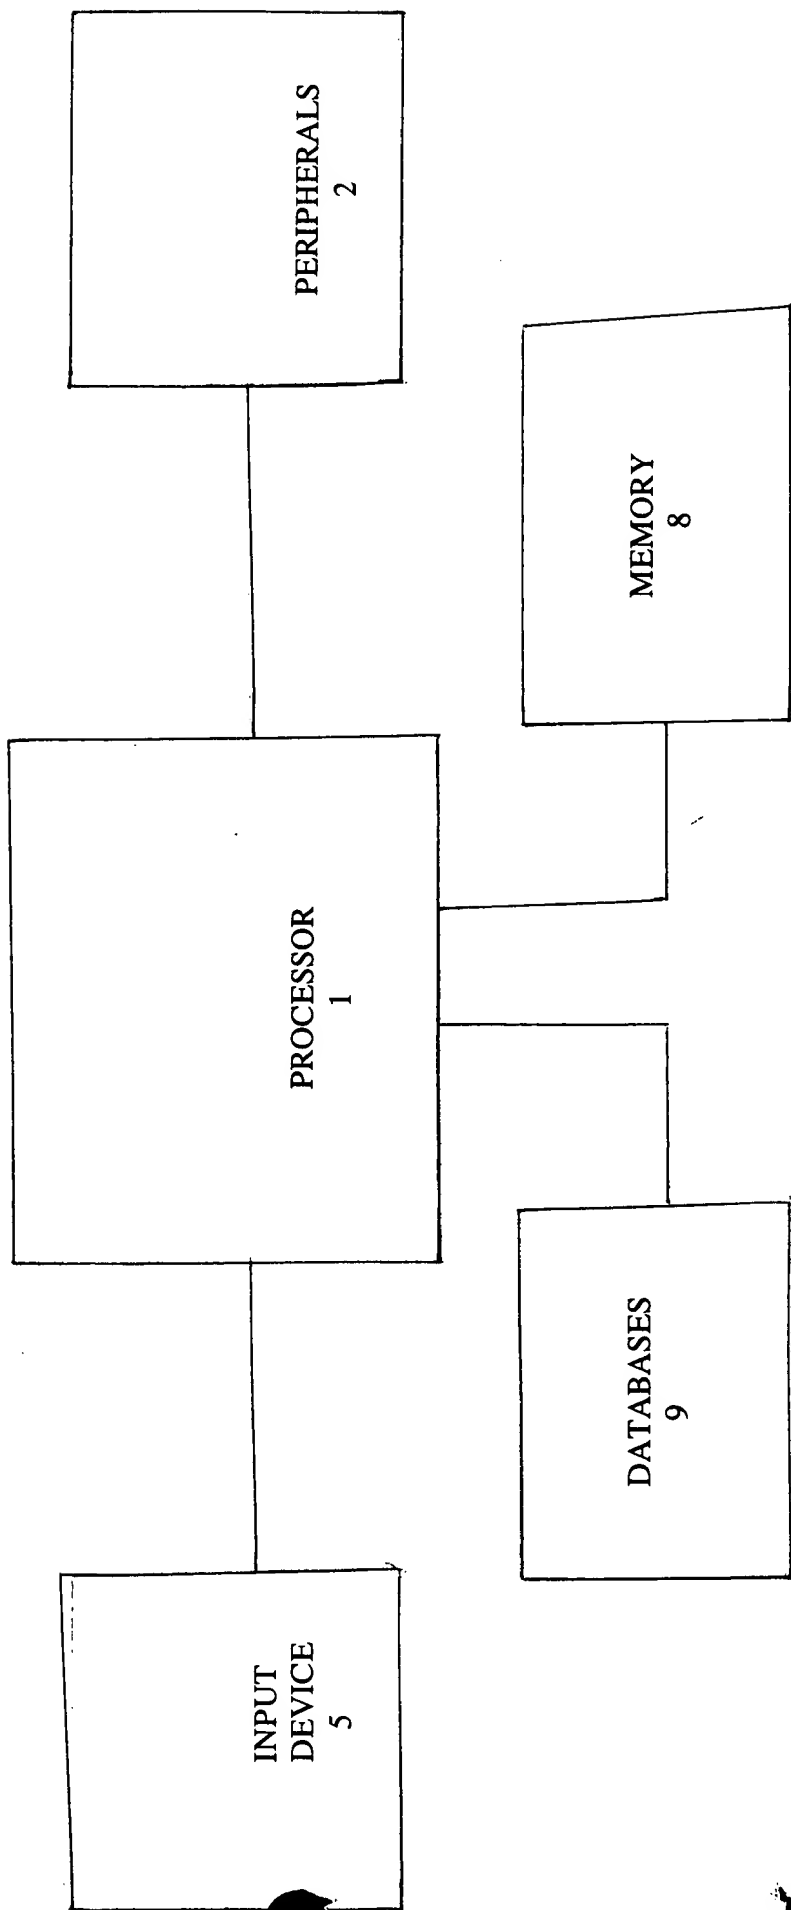 INPUT
DEVICE
5
PROCESSOR
1
PERIPHERALS
2
DATABASES
9
MEMORY
8